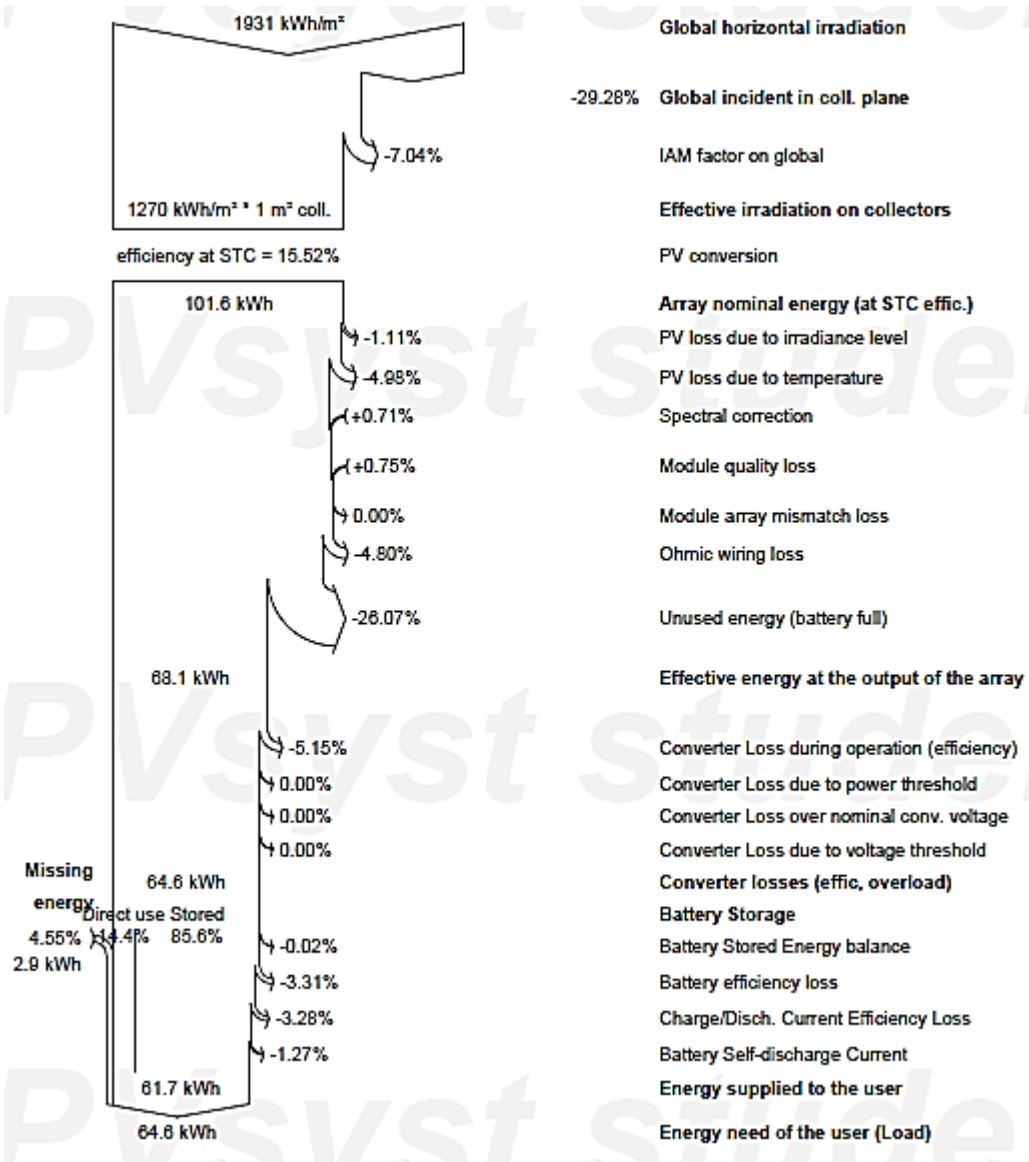 1931 kWh/m² Global horizontal irradiation
-29.28% Global incident in coll. plane
-7.04% IAM factor on global
1270 kWh/m² * 1 m² coll. Effective irradiation on collectors
efficiency at STC = 15.52% PV conversion
101.6 kWh Array nominal energy (at STC effic.)
-1.11% PV loss due to irradiance level
PVsyst studen
-4.98% PV loss due to temperature
+0.71% Spectral correction
+0.75% Module quality loss
0.00% Module array mismatch loss
-4.80% Ohmic wiring loss
-26.07% Unused energy (battery full)
68.1 kWh Effective energy at the output of the array
PVsyst studen
-5.15% Converter Loss during operation (efficiency)
0.00% Converter Loss due to power threshold
0.00% Converter Loss over nominal conv. voltage
0.00% Converter Loss due to voltage threshold
Missing
64.6 kWh Converter losses (effic, overload)
energy
Direct use Stored Battery Storage
4.55% 14.4% 85.6% -0.02% Battery Stored Energy balance
2.9 kWh
-3.31% Battery efficiency loss
-3.28% Charge/Disch. Current Efficiency Loss
-1.27% Battery Self-discharge Current
61.7 kWh Energy supplied to the user
64.6 kWh Energy need of the user (Load)
PVsyst studen